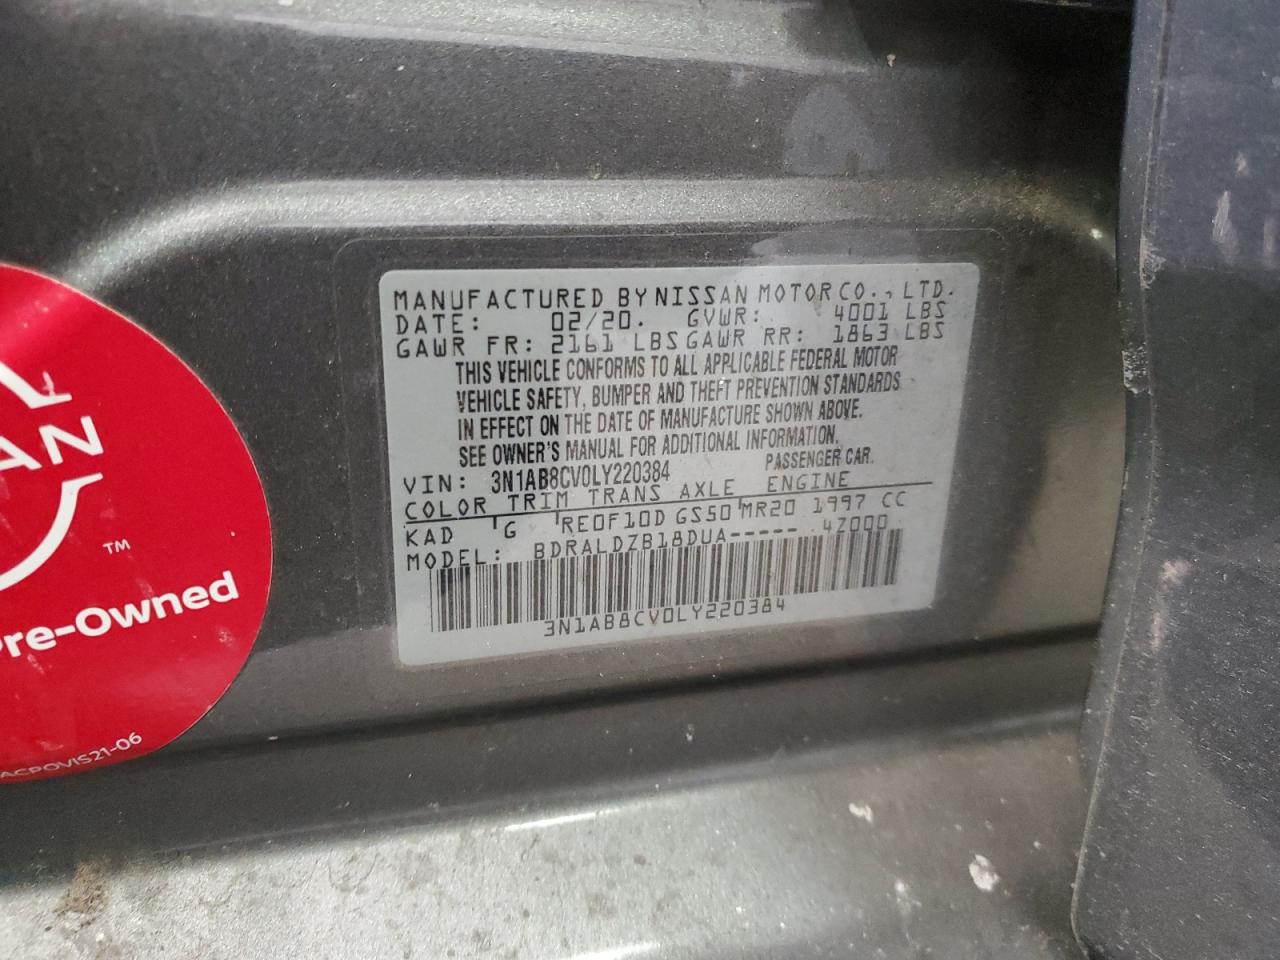 MANUFACTURED BY NISSAN MOTOR CO., LTD.
DATE: 02/20. GVWR: 4001 LBS
GAWR FR: 2161 LBS GAWR RR: 1863 LBS
THIS VEHICLE CONFORMS TO ALL APPLICABLE FEDERAL MOTOR
VEHICLE SAFETY, BUMPER AND THEFT PREVENTION STANDARDS
IN EFFECT ON THE DATE OF MANUFACTURE SHOWN ABOVE.
SEE OWNER'S MANUAL FOR ADDITIONAL INFORMATION.
VIN: 3N1AB8CV0LY220384 PASSENGER CAR.
COLOR TRIM TRANS AXLE ENGINE
KAD G RE0F10D GS50 MR20 1997 CC
MODEL: BDRALDZB18DUA----- 4Z000
3N1AB8CV0LY220384
AN
TM
Pre-Owned
ACPOVIS21-06